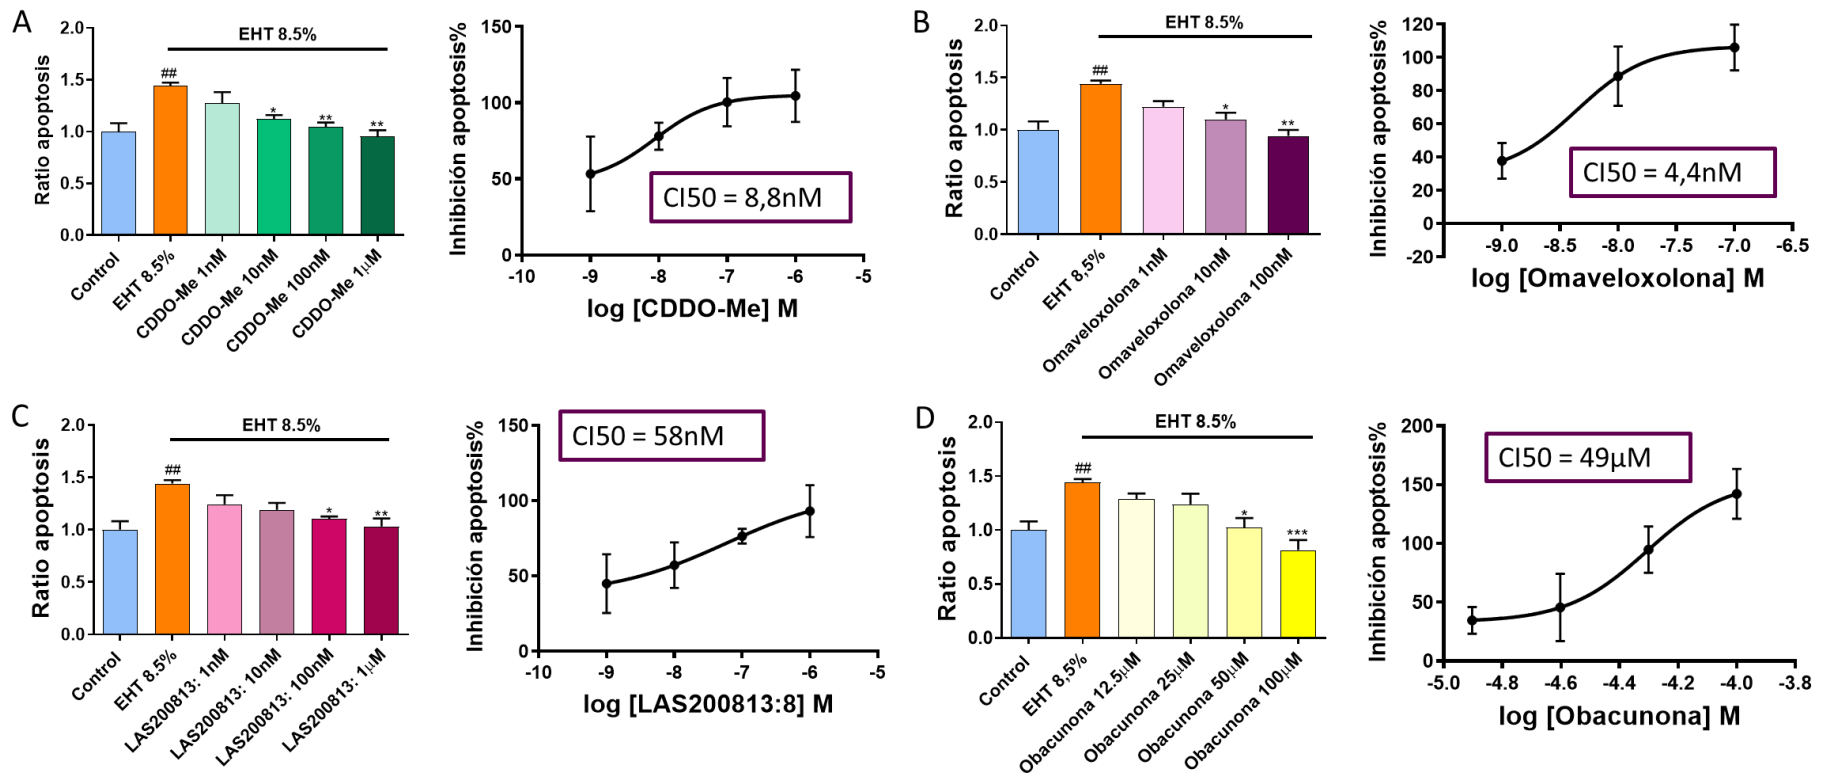 A
EHT 8.5%
2.0
1.5
1.0
0.5
0.0
Ratio apoptosis
##
*
**
**
Control
EHT 8.5%
CDDO-Me 1nM
CDDO-Me 10nM
CDDO-Me 100nM
CDDO-Me 1µM
150
100
50
0
Inhibición apoptosis%
CI50 = 8,8nM
-10
-9
-8
-7
-6
-5
log [CDDO-Me] M
B
EHT 8.5%
2.0
1.5
1.0
0.5
0.0
Ratio apoptosis
##
*
**
Control
EHT 8,5%
Omaveloxolona 1nM
Omaveloxolona 10nM
Omaveloxolona 100nM
120
100
80
60
40
20
0
-20
Inhibición apoptosis%
CI50 = 4,4nM
-9.0
-8.5
-8.0
-7.5
-7.0
-6.5
log [Omaveloxolona] M
C
EHT 8.5%
2.0
1.5
1.0
0.5
0.0
Ratio apoptosis
##
*
**
Control
EHT 8.5%
LAS200813: 1nM
LAS200813: 10nM
LAS200813: 100nM
LAS200813: 1µM
150
100
50
0
Inhibición apoptosis%
CI50 = 58nM
-10
-9
-8
-7
-6
-5
log [LAS200813:8] M
D
EHT 8.5%
2.0
1.5
1.0
0.5
0.0
Ratio apoptosis
##
*
***
Control
EHT 8,5%
Obacunona 12.5µM
Obacunona 25µM
Obacunona 50µM
Obacunona 100µM
200
150
100
50
0
Inhibición apoptosis%
CI50 = 49µM
-5.0
-4.8
-4.6
-4.4
-4.2
-4.0
-3.8
log [Obacunona] M